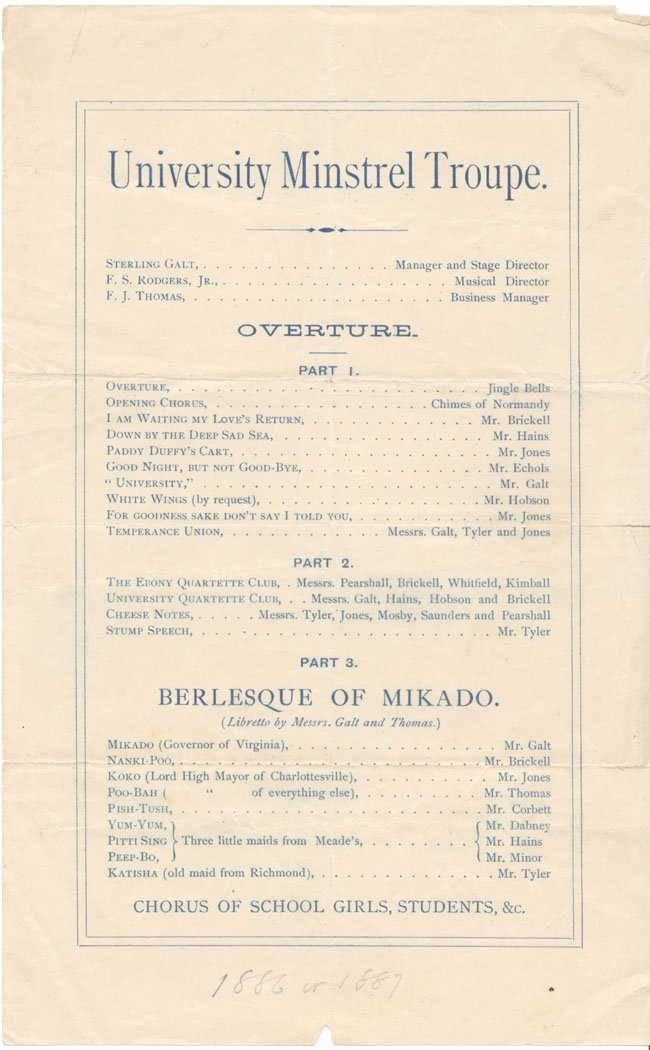 University Minstrel Troupe.
STERLING GALT, . . . . . . . . . . . . . . . Manager and Stage Director
F. S. RODGERS, JR., . . . . . . . . . . . . . . . . . . Musical Director
F. J. THOMAS, . . . . . . . . . . . . . . . . . . . . Business Manager
OVERTURE.
PART 1.
OVERTURE, . . . . . . . . . . . . . . . . . . . . . . . . Jingle Bells
OPENING CHORUS, . . . . . . . . . . . . . . . . . Chimes of Normandy
I AM WAITING MY LOVE'S RETURN, . . . . . . . . . . . . . Mr. Brickell
DOWN BY THE DEEP SAD SEA, . . . . . . . . . . . . . . . . Mr. Hains
PADDY DUFFY'S CART, . . . . . . . . . . . . . . . . . . . . Mr. Jones
GOOD NIGHT, BUT NOT GOOD-BYE, . . . . . . . . . . . . . Mr. Echols
"UNIVERSITY," . . . . . . . . . . . . . . . . . . . . . . . . Mr. Galt
WHITE WINGS (by request), . . . . . . . . . . . . . . . . . Mr. Hobson
FOR GOODNESS SAKE DON'T SAY I TOLD YOU, . . . . . . . . . . Mr. Jones
TEMPERANCE UNION, . . . . . . . . . . . . Messrs. Galt, Tyler and Jones
PART 2.
THE EBONY QUARTETTE CLUB, . Messrs. Pearshall, Brickell, Whitfield, Kimball
UNIVERSITY QUARTETTE CLUB, . . Messrs. Galt, Hains, Hobson and Brickell
CHEESE NOTES, . . . . . Messrs. Tyler, Jones, Mosby, Saunders and Pearshall
STUMP SPEECH, . . . . . . . . . . . . . . . . . . . . . . . Mr. Tyler
PART 3.
BERLESQUE OF MIKADO.
(Libretto by Messrs. Galt and Thomas.)
MIKADO (Governor of Virginia), . . . . . . . . . . . . . . . . Mr. Galt
NANKI-POO, . . . . . . . . . . . . . . . . . . . . . . . . Mr. Brickell
KOKO (Lord High Mayor of Charlottesville), . . . . . . . . . . Mr. Jones
POO-BAH ( " of everything else), . . . . . . . . . Mr. Thomas
PISH-TUSH, . . . . . . . . . . . . . . . . . . . . . . . . Mr. Corbett
YUM-YUM, Mr. Dabney
PITTI SING } Three little maids from Meade's, . . . . . . . . { Mr. Hains
PEEP-BO, Mr. Minor
KATISHA (old maid from Richmond), . . . . . . . . . . . . . . Mr. Tyler
CHORUS OF SCHOOL GIRLS, STUDENTS, &c.
1886 or 1887